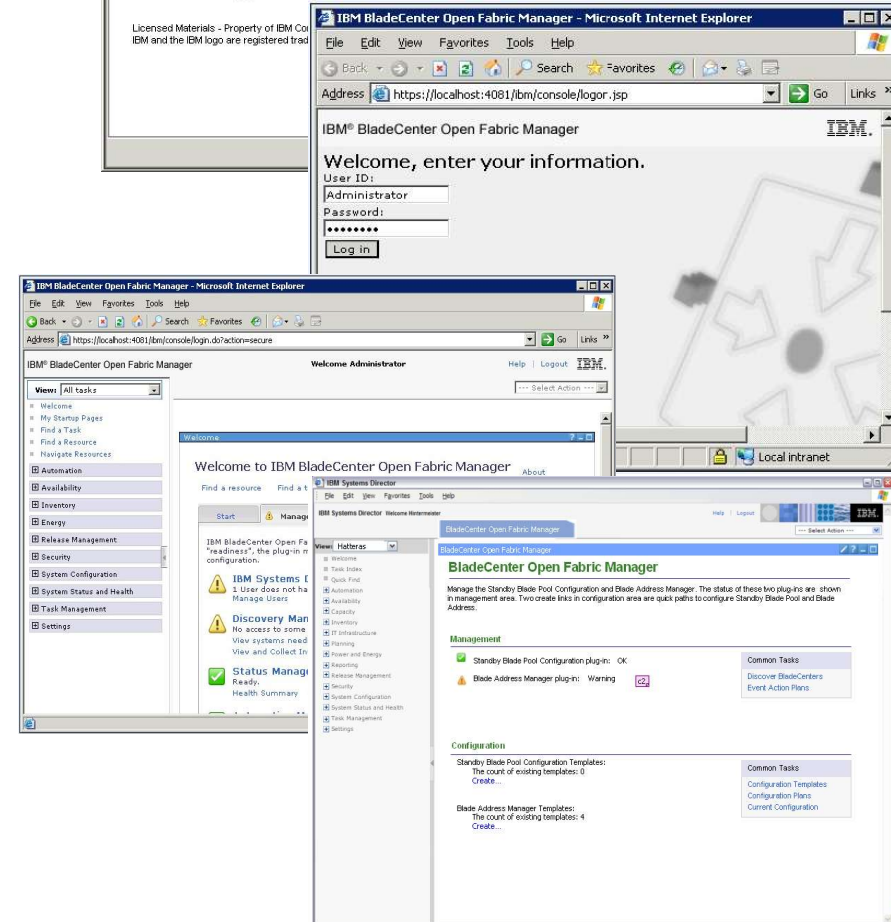 Licensed Materials - Property of IBM
IBM and the IBM logo are registered
IBM BladeCenter Open Fabric Manager - Microsoft Internet Explorer
File Edit View Favorites Tools Help
Back Search Favorites
Address https://localhost:4081/ibm/console/logor.jsp Go Links »
IBM® BladeCenter Open Fabric Manager IBM.
Welcome, enter your information.
User ID:
Administrator
Password:
••••••••
Log in
Local intranet
IBM BladeCenter Open Fabric Manager - Microsoft Internet Explorer
File Edit View Favorites Tools Help
Back Search Favorites
Address https://localhost:4081/ibm/console/login.do?action=secure Go Links »
IBM® BladeCenter Open Fabric Manager Welcome Administrator Help | Logout IBM.
View: All tasks --- Select Action ---
Welcome
My Startup Pages
Find a Task
Find a Resource
Navigate Resources
Automation
Availability
Inventory
Energy
Release Management
Security
System Configuration
System Status and Health
Task Management
Settings
Welcome
Welcome to IBM BladeCenter Open Fabric Manager About
Find a resource Find a
Start
IBM BladeCenter Open
"readiness", the plug-in
configuration.
IBM Systems
1 User does not
Manage Users
Discovery
No access to some
View systems need
View and Collect
Status
Ready.
Health Summary
IBM Systems Director
File Edit View Favorites Tools Help
IBM Systems Director Welcome Help | Logout IBM.
BladeCenter Open Fabric Manager --- Select Action ---
View: Hatteras
Welcome
Task Index
Quick Find
Automation
Availability
Capacity
Inventory
IT Infrastructure
Planning
Power and Energy
Reporting
Release Management
Security
System Configuration
System Status and Health
Task Management
Settings
BladeCenter Open Fabric Manager
BladeCenter Open Fabric Manager
Manage the Standby Blade Pool Configuration and Blade Address Manager. The status of these two plug-ins are shown
in management area. Two create links in configuration area are quick paths to configure Standby Blade Pool and Blade
Address.
Management
Standby Blade Pool Configuration plug-in: OK
Blade Address Manager plug-in: Warning c2
Common Tasks
Discover BladeCenters
Event Action Plans
Configuration
Standby Blade Pool Configuration Templates:
The count of existing templates: 0
Create...
Blade Address Manager Templates:
The count of existing templates: 4
Create...
Common Tasks
Configuration Templates
Configuration Plans
Current Configuration